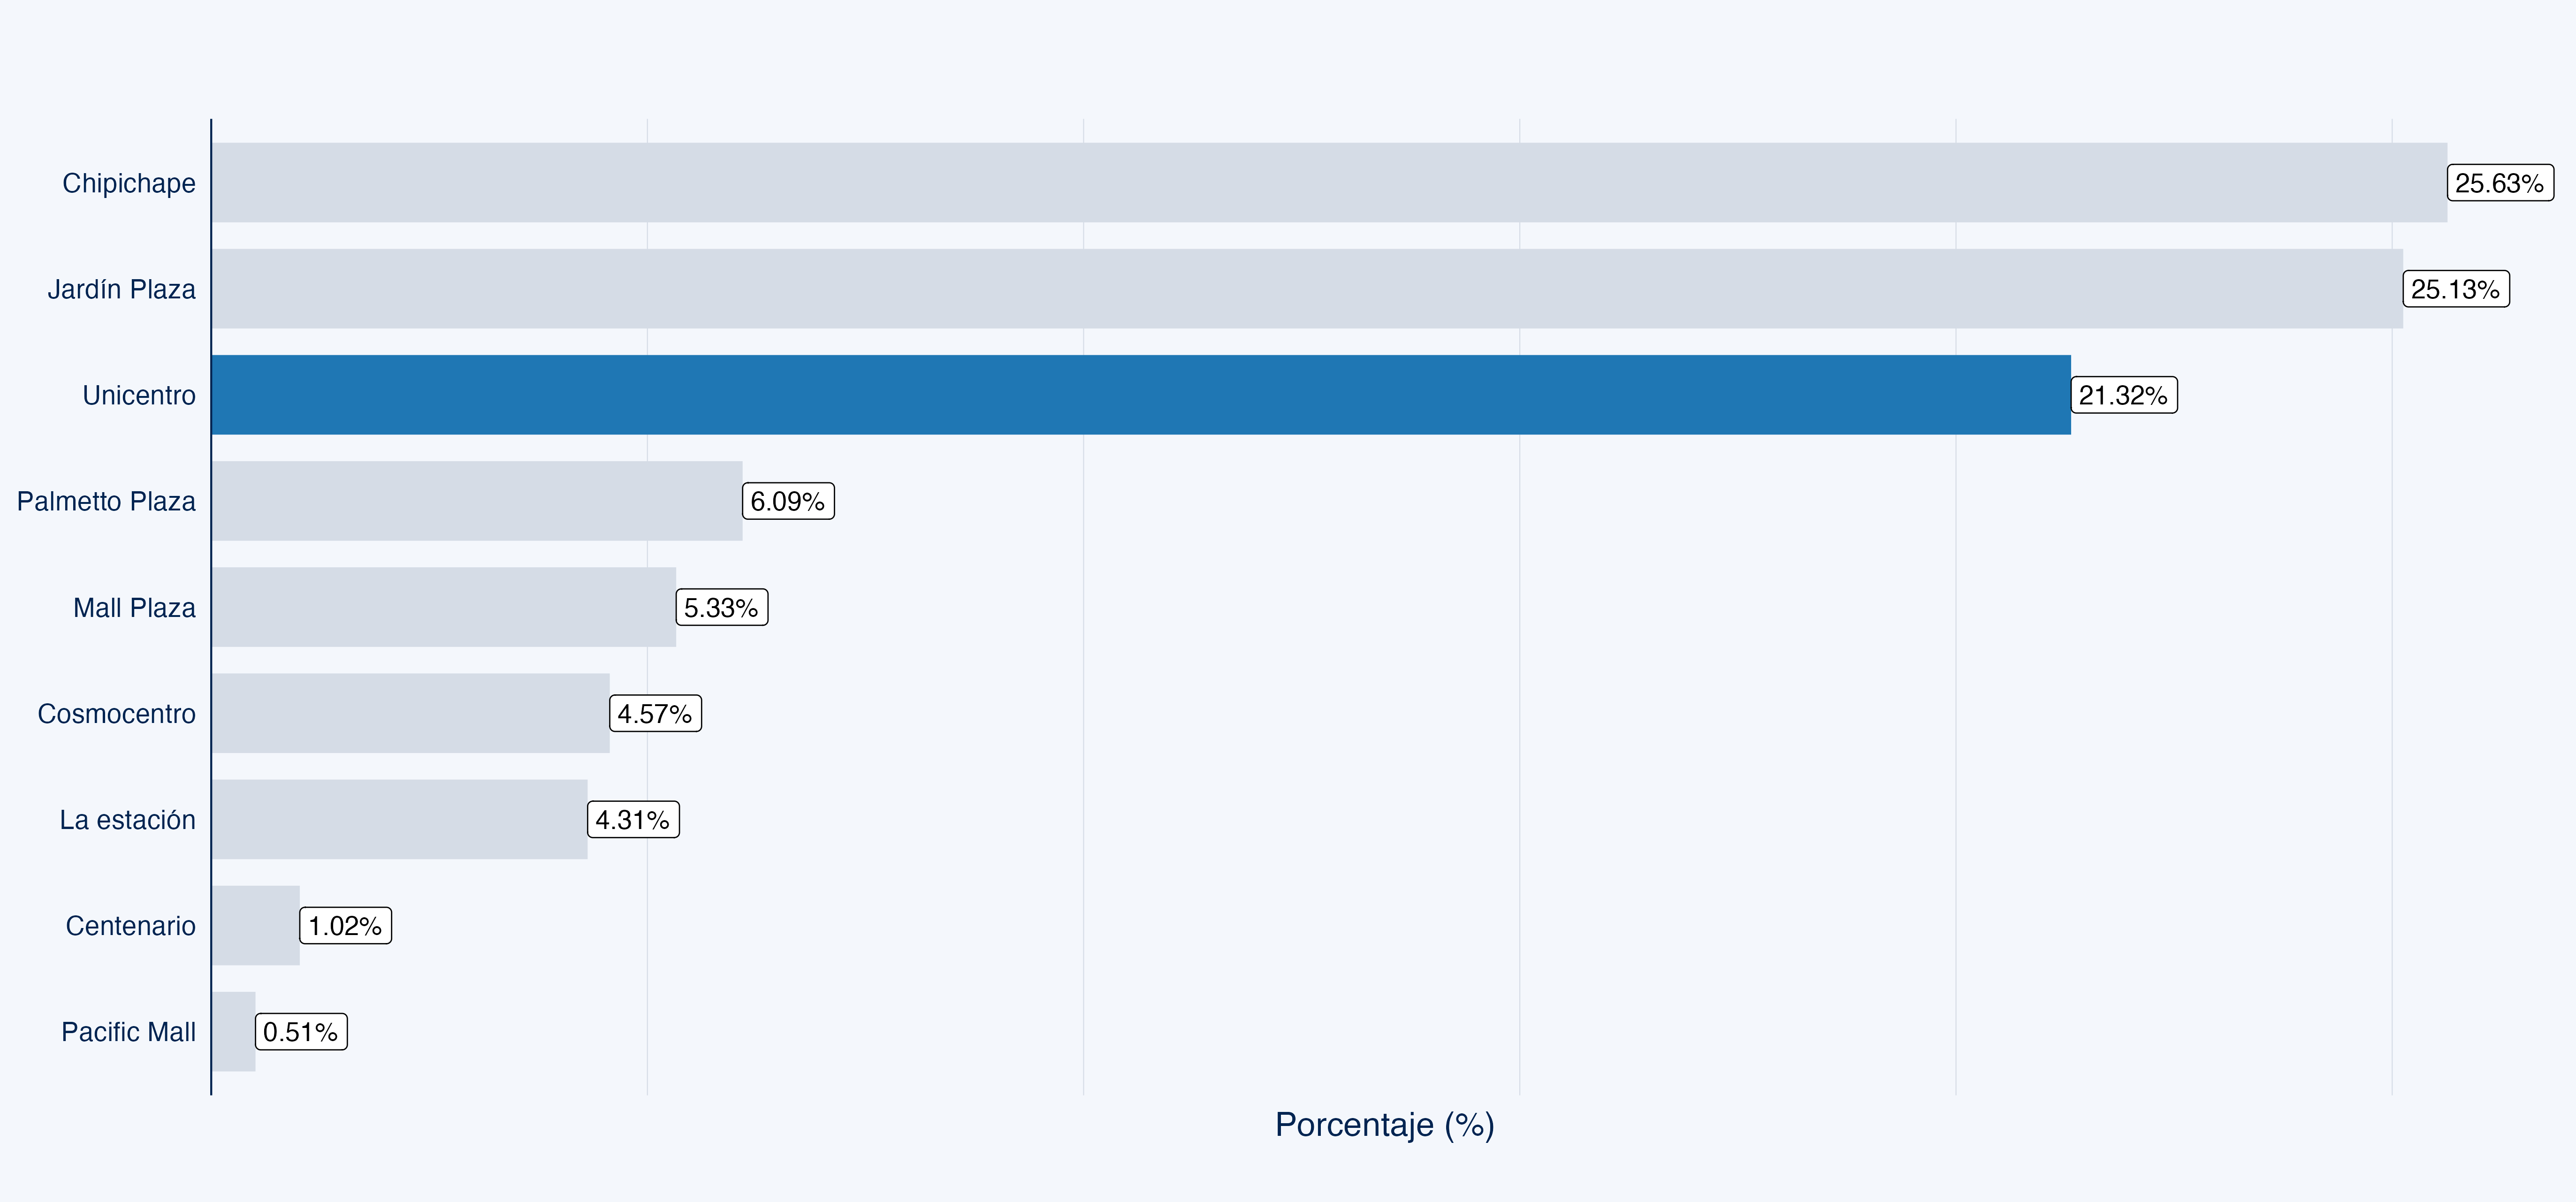 Chipichape 25.63%
Jardín Plaza 25.13%
Unicentro 21.32%
Palmetto Plaza 6.09%
Mall Plaza 5.33%
Cosmocentro 4.57%
La estación 4.31%
Centenario 1.02%
Pacific Mall 0.51%
Porcentaje (%)